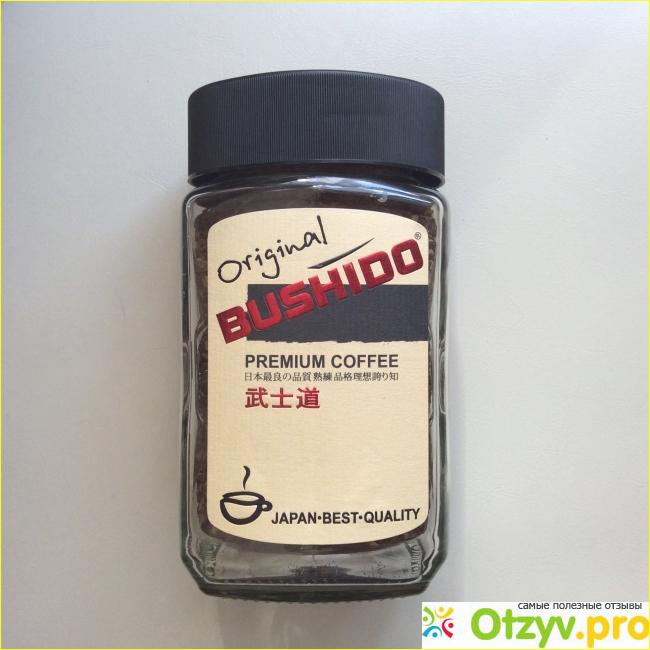 Original
BUSHIDO®
PREMIUM COFFEE
日本最良の品質熟練品格理想誇り知
武士道
JAPAN•BEST•QUALITY
самые полезные отзывы
Otzyv.pro